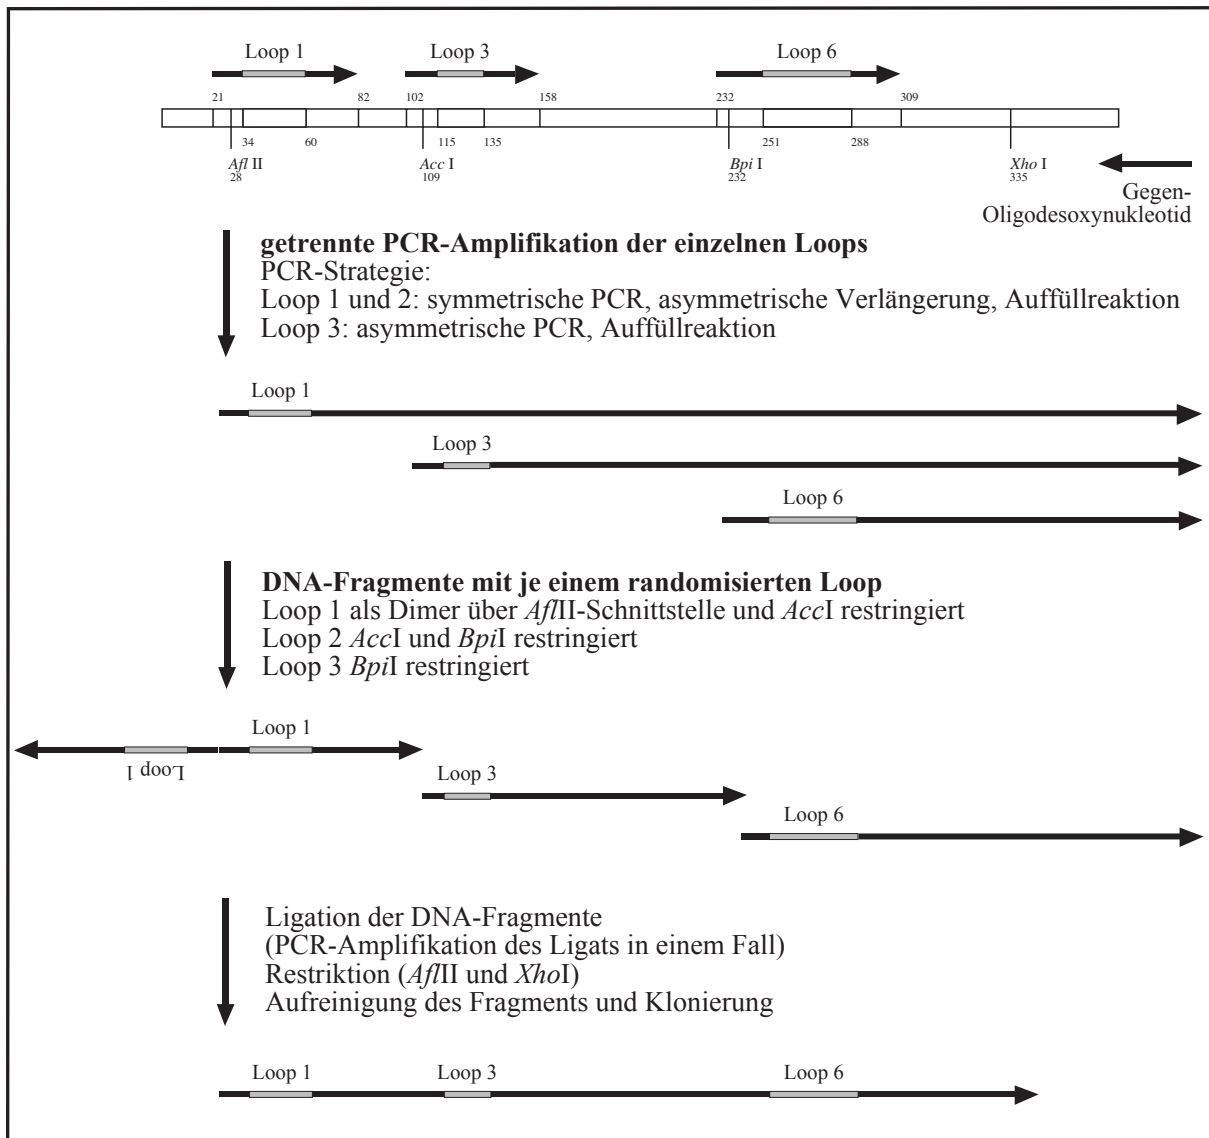 Loop 1 Loop 3 Loop 6
21 82 102 158 232 309
34 60 115 135 251 288
Afl II Acc I Bpi I Xho I
28 109 232 335
Gegen-
Oligodesoxynukleotid
getrennte PCR-Amplifikation der einzelnen Loops
PCR-Strategie:
Loop 1 und 2: symmetrische PCR, asymmetrische Verlängerung, Auffüllreaktion
Loop 3: asymmetrische PCR, Auffüllreaktion
Loop 1
Loop 3
Loop 6
DNA-Fragmente mit je einem randomisierten Loop
Loop 1 als Dimer über AflII-Schnittstelle und AccI restringiert
Loop 2 AccI und BpiI restringiert
Loop 3 BpiI restringiert
Loop 1
Loop 1
Loop 3
Loop 6
Ligation der DNA-Fragmente
(PCR-Amplifikation des Ligats in einem Fall)
Restriktion (AflII und XhoI)
Aufreinigung des Fragments und Klonierung
Loop 1 Loop 3 Loop 6